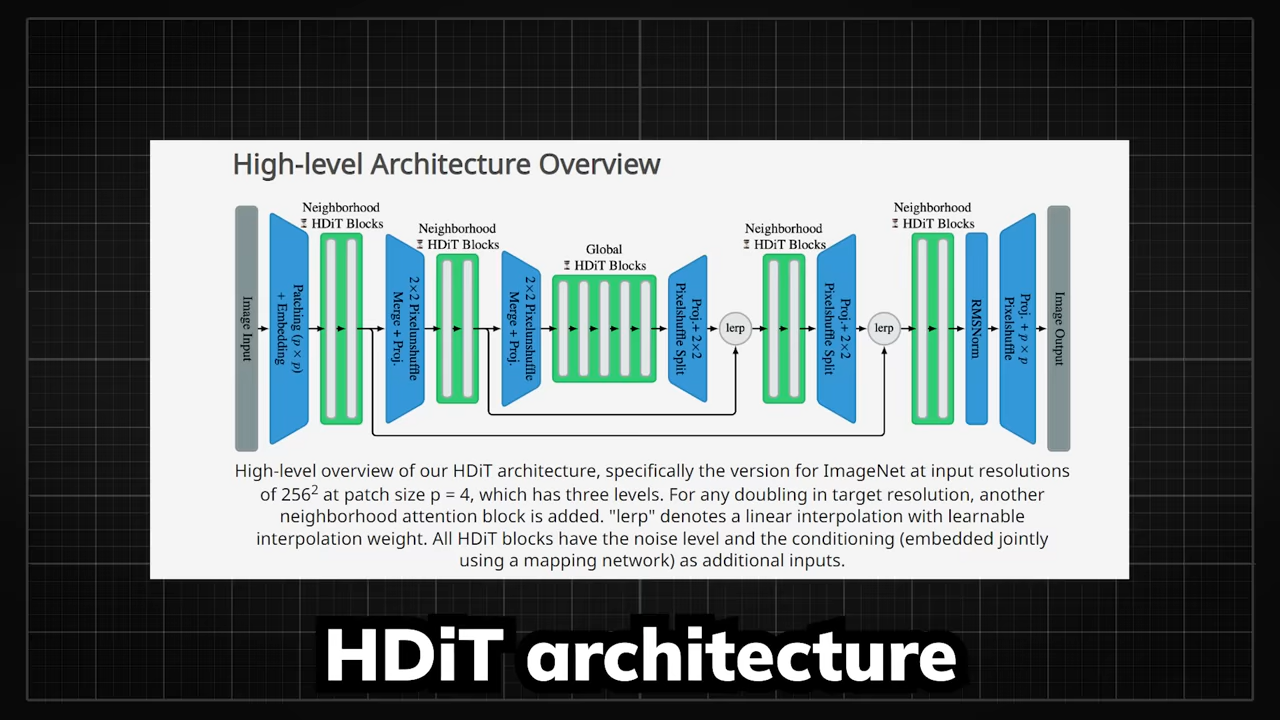 High-level Architecture Overview
Image Input
Patching (p × p)
+ Embedding
Neighborhood
⧖ HDiT Blocks
2×2 Pixelunshuffle
Merge + Proj.
Neighborhood
⧖ HDiT Blocks
2×2 Pixelunshuffle
Merge + Proj.
Global
⧖ HDiT Blocks
Proj.+ 2×2
Pixelshuffle Split
lerp
Neighborhood
⧖ HDiT Blocks
Proj.+ 2×2
Pixelshuffle Split
lerp
Neighborhood
⧖ HDiT Blocks
RMSNorm
Proj. + p × p
Pixelshuffle
Image Output
High-level overview of our HDiT architecture, specifically the version for ImageNet at input resolutions
of 256² at patch size p = 4, which has three levels. For any doubling in target resolution, another
neighborhood attention block is added. "lerp" denotes a linear interpolation with learnable
interpolation weight. All HDiT blocks have the noise level and the conditioning (embedded jointly
using a mapping network) as additional inputs.
HDiT architecture